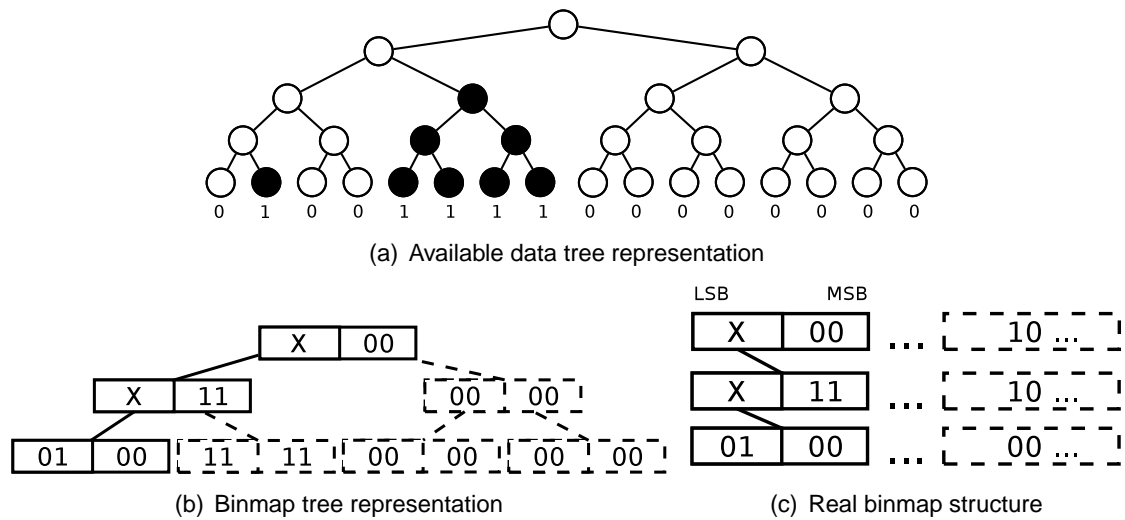 0 1 0 0 1 1 1 1 0 0 0 0 0 0 0 0
(a) Available data tree representation
X 00
X 11 00 00
01 00 11 11 00 00 00 00
(b) Binmap tree representation
LSB MSB
X 00 ... 10 ...
X 11 ... 10 ...
01 00 ... 00 ...
(c) Real binmap structure